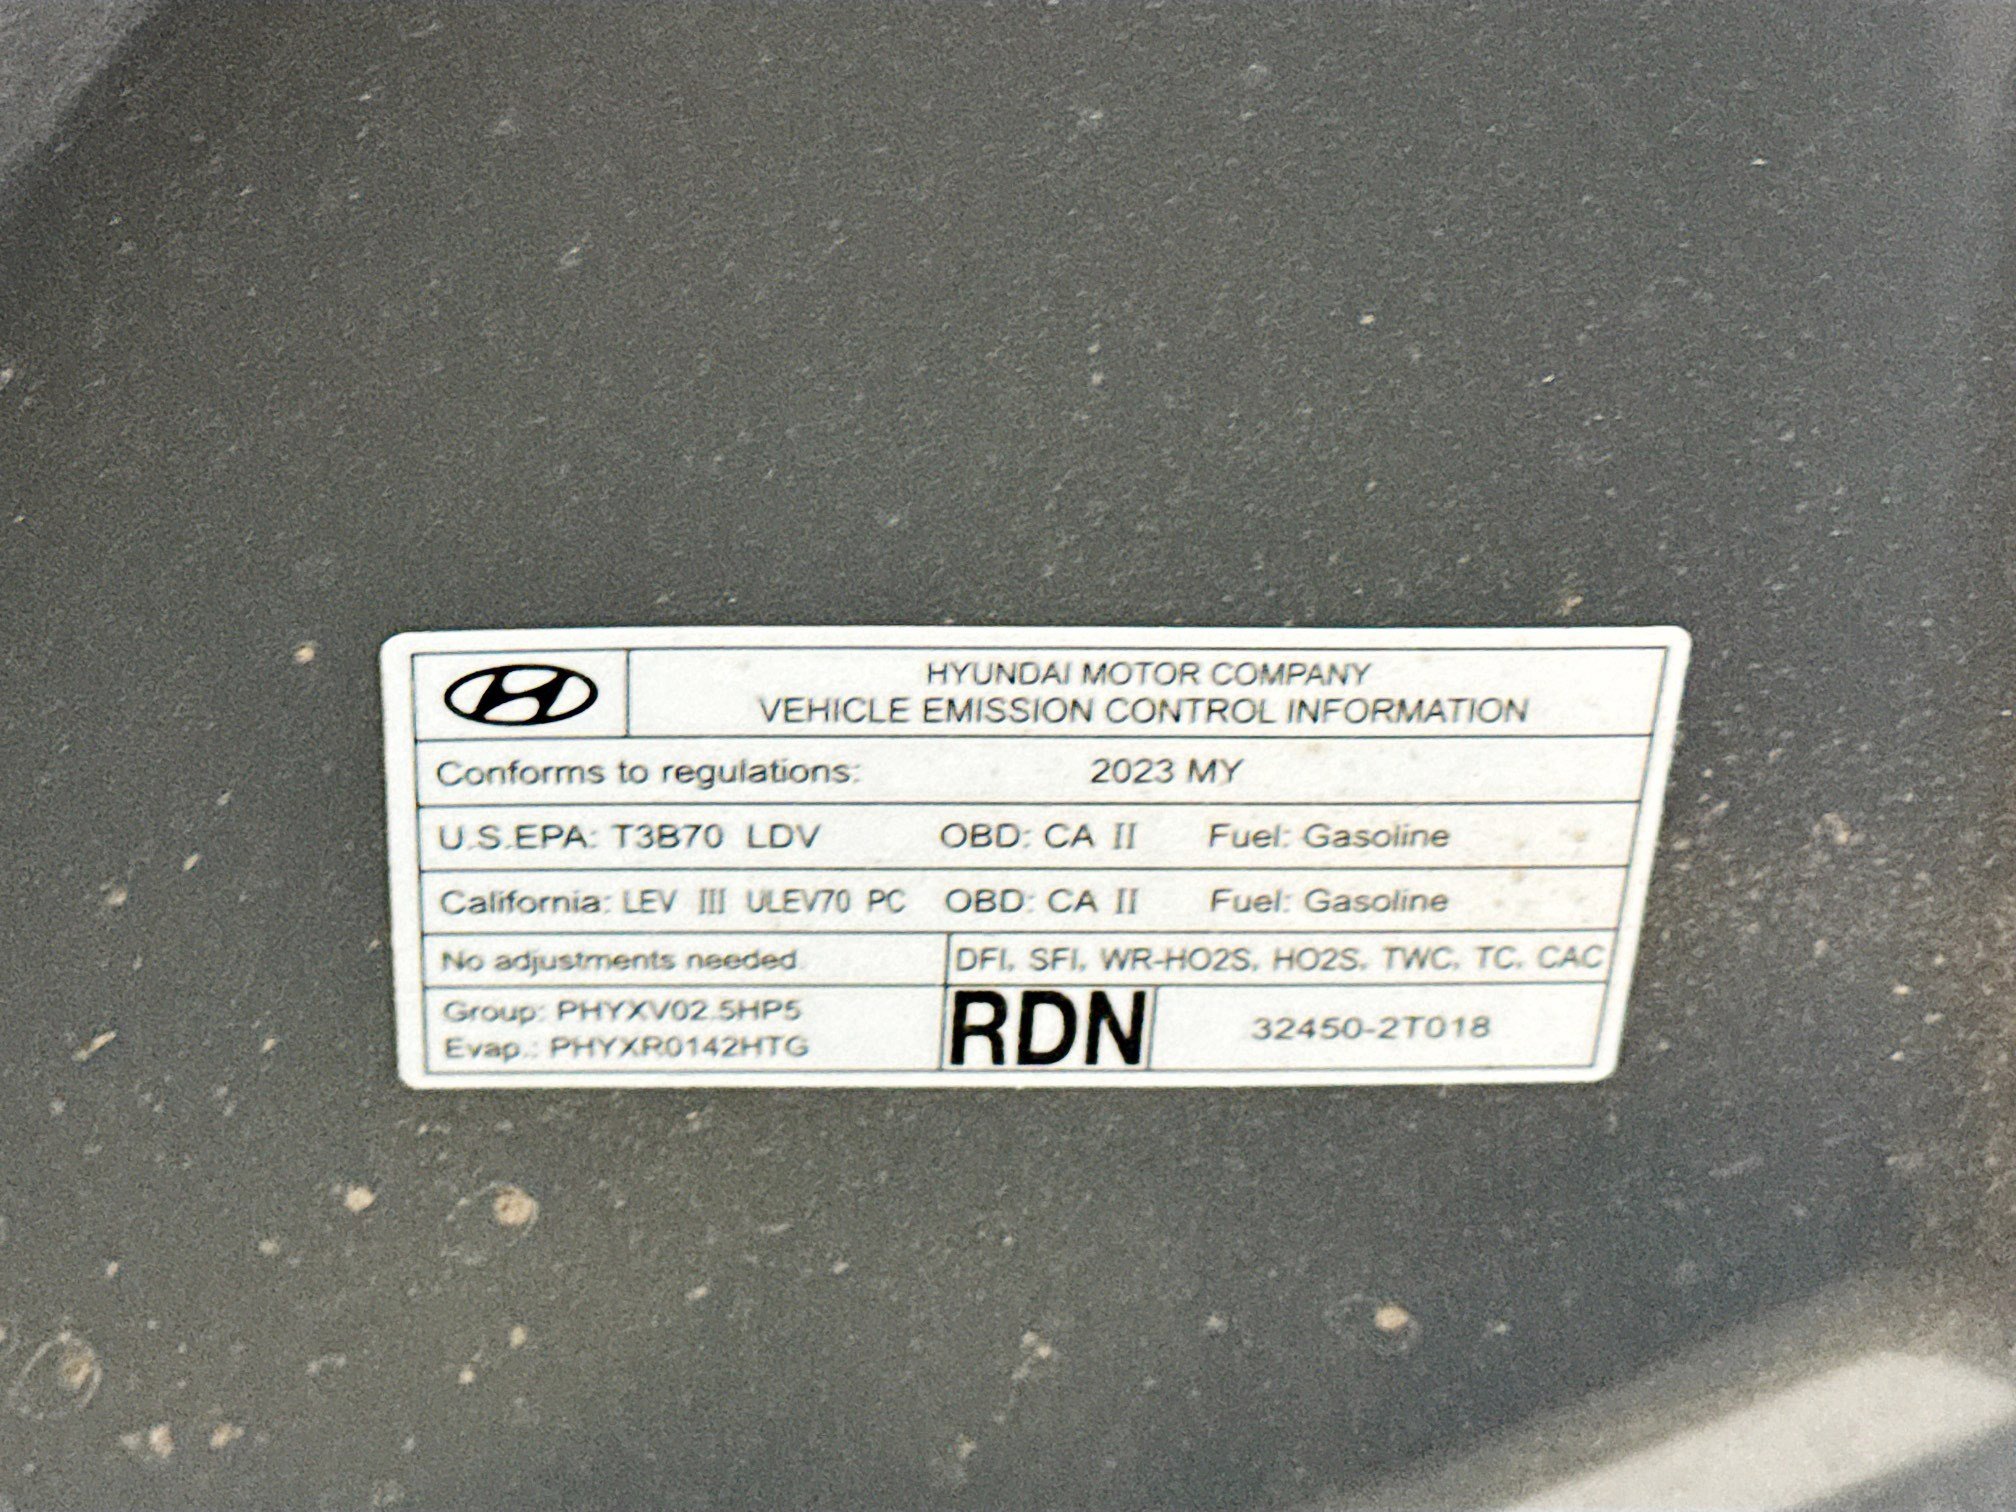 HYUNDAI MOTOR COMPANY
VEHICLE EMISSION CONTROL INFORMATION
Conforms to regulations: 2023 MY
U.S.EPA: T3B70 LDV OBD: CA II Fuel: Gasoline
California: LEV III ULEV70 PC OBD: CA II Fuel: Gasoline
No adjustments needed. DFI, SFI, WR-HO2S, HO2S, TWC, TC, CAC
Group: PHYXV02.5HP5
Evap.: PHYXR0142HTG
RDN
32450-2T018